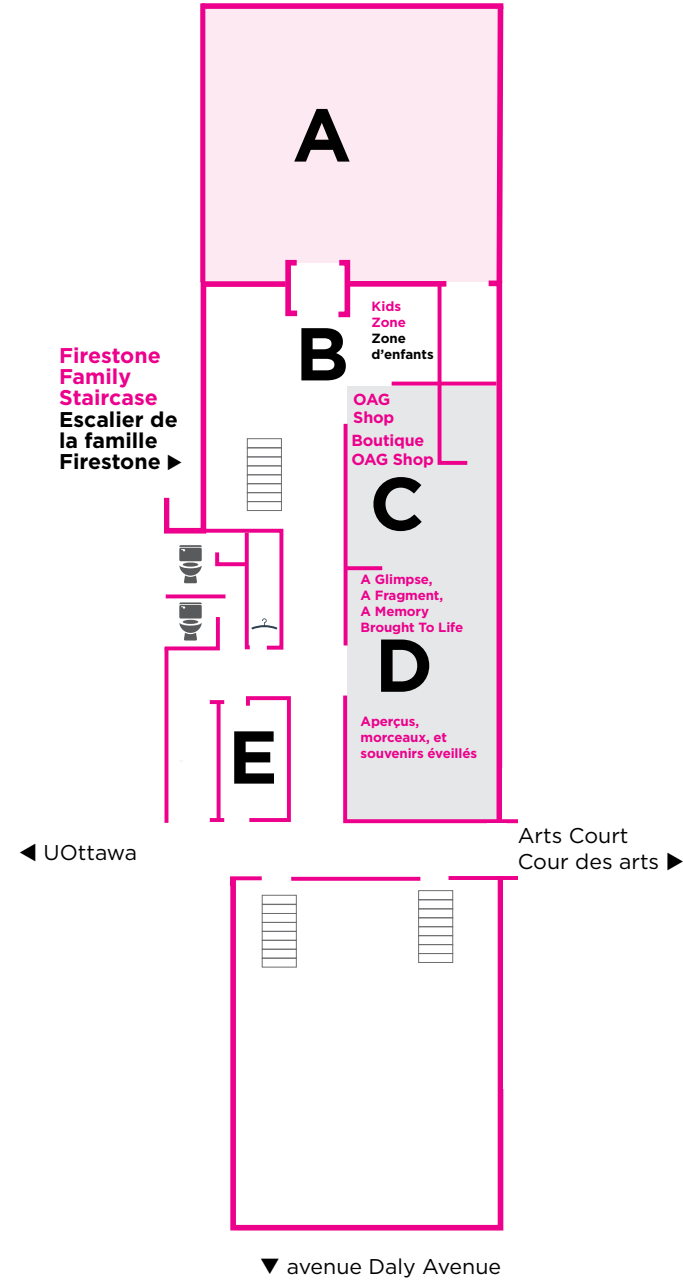 A
Kids
Zone
Zone
d’enfants
B
Firestone
Family
Staircase
Escalier de
la famille
Firestone ▶
OAG
Shop
Boutique
OAG Shop
C
A Glimpse,
A Fragment,
A Memory
Brought To Life
D
Aperçus,
morceaux, et
souvenirs éveillés
E
◀ UOttawa
Arts Court
Cour des arts ▶
▼ avenue Daly Avenue